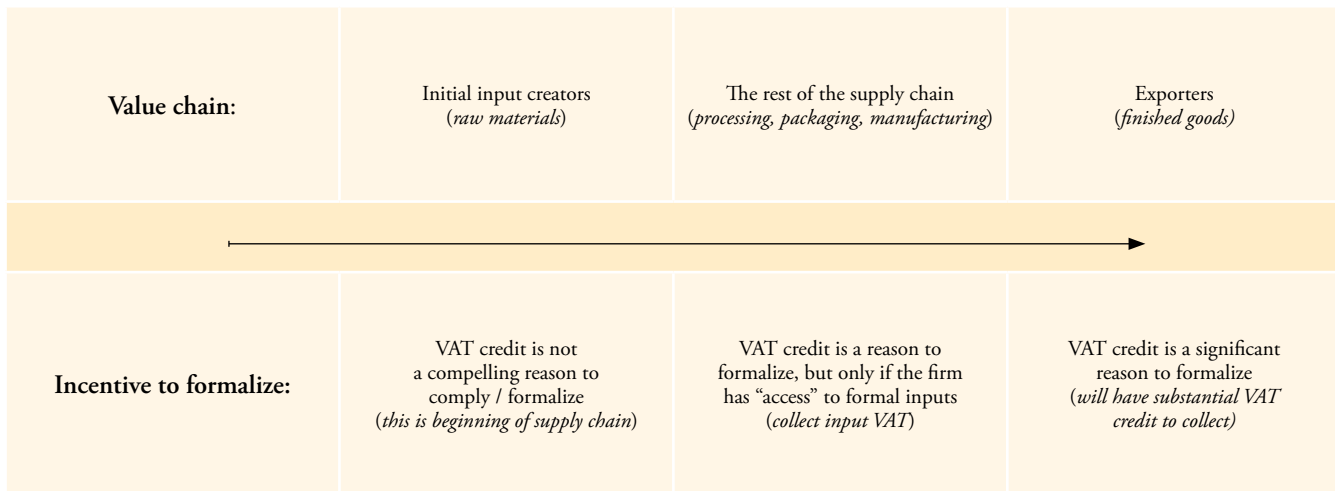 Value chain:
Initial input creators
(raw materials)
The rest of the supply chain
(processing, packaging, manufacturing)
Exporters
(finished goods)
Incentive to formalize:
VAT credit is not
a compelling reason to
comply / formalize
(this is beginning of supply chain)
VAT credit is a reason to
formalize, but only if the firm
has “access” to formal inputs
(collect input VAT)
VAT credit is a significant
reason to formalize
(will have substantial VAT
credit to collect)